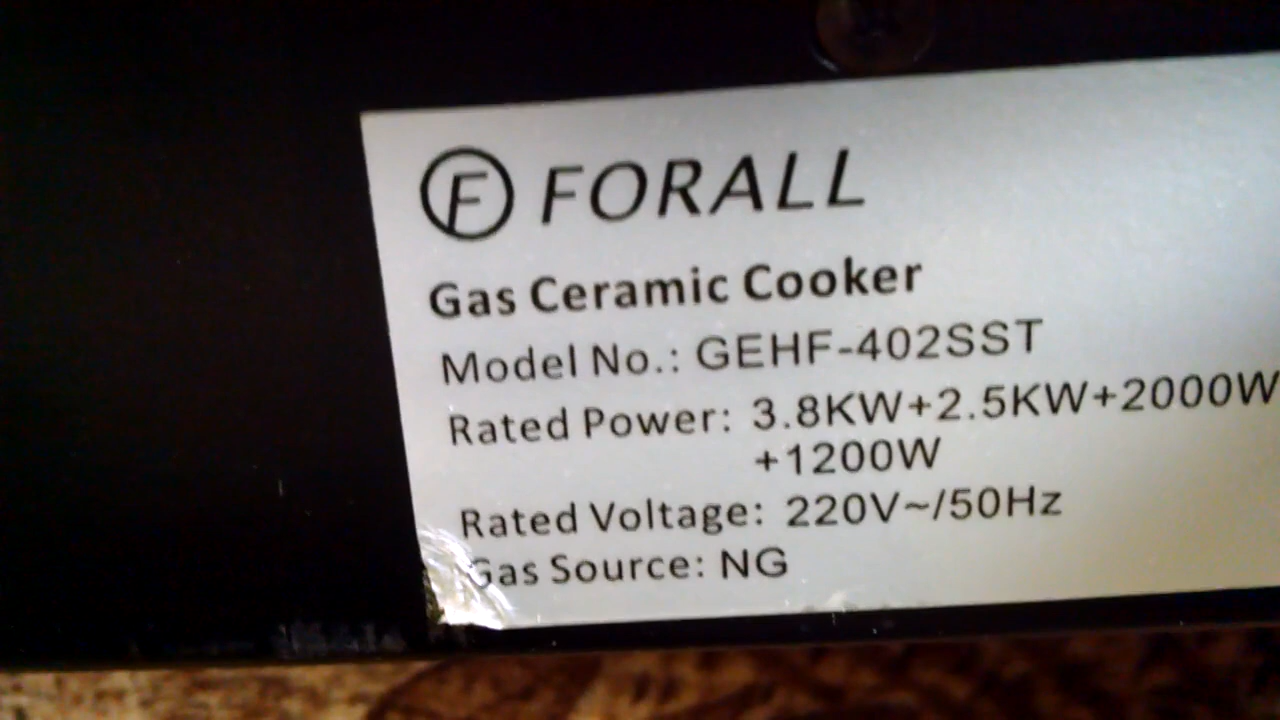 F FORALL
Gas Ceramic Cooker
Model No.: GEHF-402SST
Rated Power: 3.8KW+2.5KW+2000W
+1200W
Rated Voltage: 220V~/50Hz
Gas Source: NG